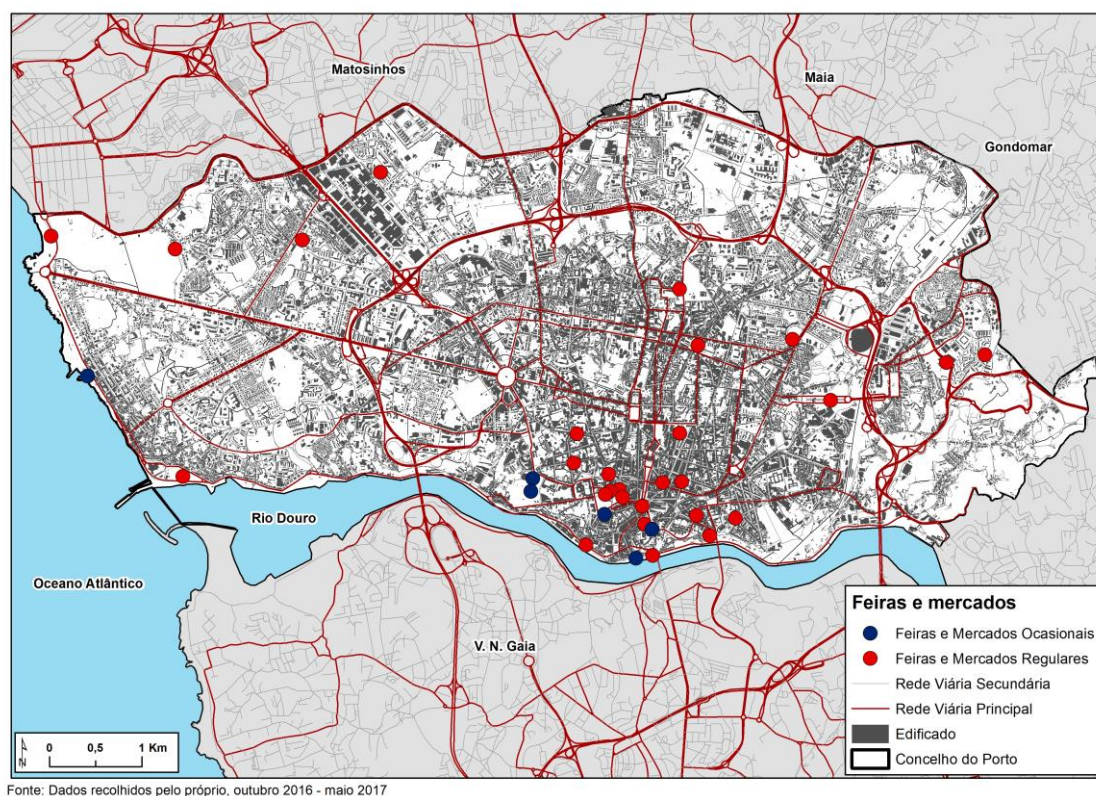 Matosinhos
Maia
Gondomar
Rio Douro
Oceano Atlântico
V. N. Gaia
Feiras e mercados
Feiras e Mercados Ocasionais
Feiras e Mercados Regulares
Rede Viária Secundária
Rede Viária Principal
Edificado
Concelho do Porto
N
0 0,5 1 Km
Fonte: Dados recolhidos pelo próprio, outubro 2016 - maio 2017